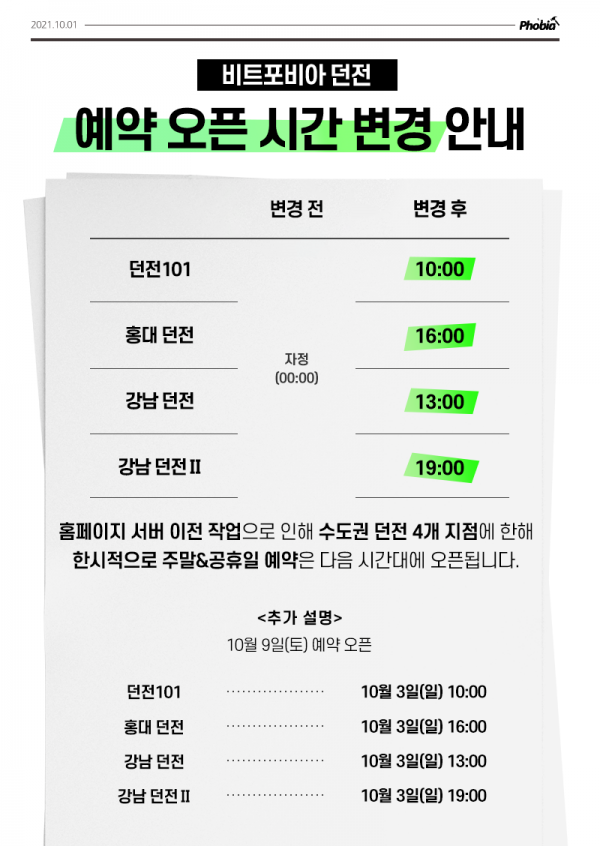 2021.10.01
Phobia
비트포비아 던전
예약 오픈 시간 변경 안내
변경 전 변경 후
던전101 10:00
홍대 던전 16:00
자정
(00:00)
강남 던전 13:00
강남 던전Ⅱ 19:00
홈페이지 서버 이전 작업으로 인해 수도권 던전 4개 지점에 한해
한시적으로 주말&공휴일 예약은 다음 시간대에 오픈됩니다.
<추가 설명>
10월 9일(토) 예약 오픈
던전101 ··················· 10월 3일(일) 10:00
홍대 던전 ··················· 10월 3일(일) 16:00
강남 던전 ··················· 10월 3일(일) 13:00
강남 던전Ⅱ ··················· 10월 3일(일) 19:00